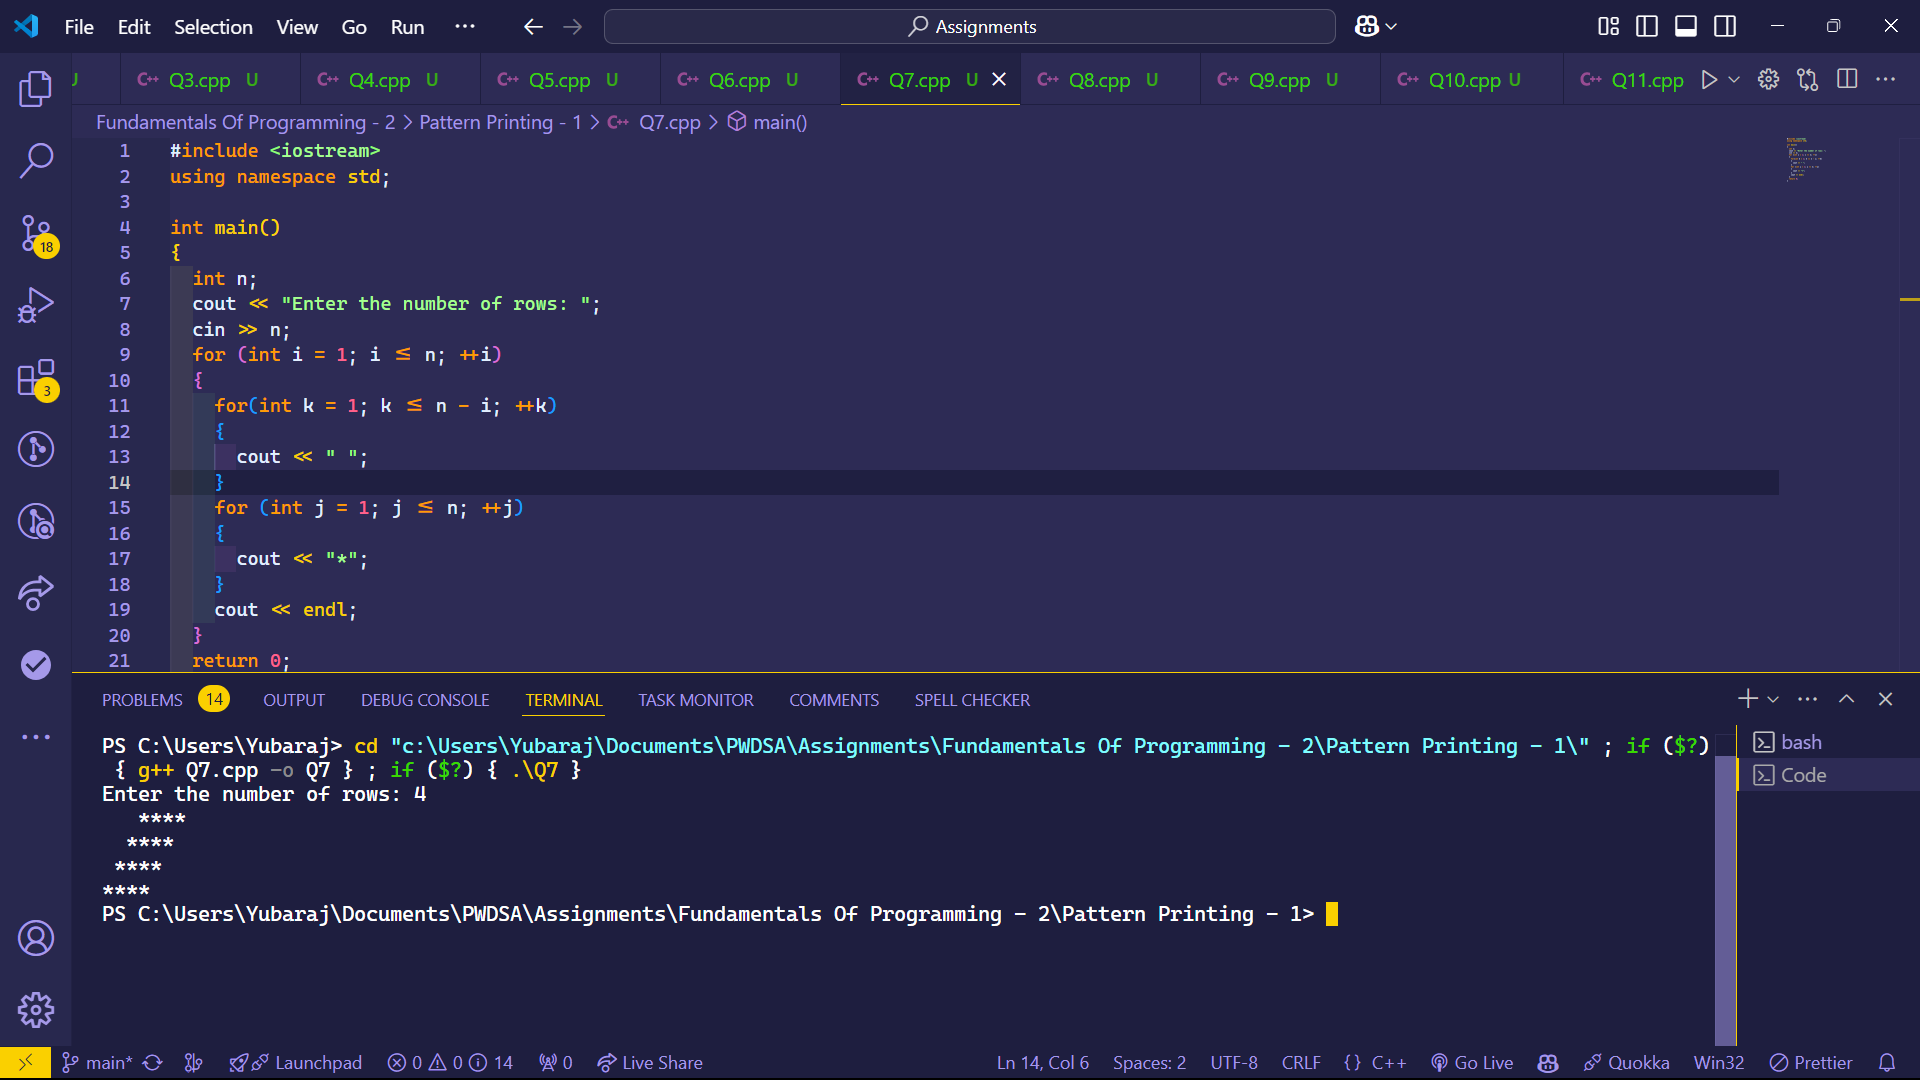 File Edit Selection View Go Run ··· Assignments
U Q3.cpp U Q4.cpp U Q5.cpp U Q6.cpp U Q7.cpp U Q8.cpp U Q9.cpp U Q10.cpp U Q11.cpp
Fundamentals Of Programming - 2 > Pattern Printing - 1 > C++ Q7.cpp > main()
1 #include <iostream>
2 using namespace std;
3
4 int main()
5 {
6 int n;
7 cout << "Enter the number of rows: ";
8 cin >> n;
9 for (int i = 1; i <= n; ++i)
10 {
11 for(int k = 1; k <= n - i; ++k)
12 {
13 cout << " ";
14 }
15 for (int j = 1; j <= n; ++j)
16 {
17 cout << "*";
18 }
19 cout << endl;
20 }
21 return 0;
18
3
PROBLEMS 14 OUTPUT DEBUG CONSOLE TERMINAL TASK MONITOR COMMENTS SPELL CHECKER
PS C:\Users\Yubaraj> cd "c:\Users\Yubaraj\Documents\PWDSA\Assignments\Fundamentals Of Programming - 2\Pattern Printing - 1\" ; if ($?)
{ g++ Q7.cpp -o Q7 } ; if ($?) { .\Q7 }
Enter the number of rows: 4
   ****
  ****
 ****
****
PS C:\Users\Yubaraj\Documents\PWDSA\Assignments\Fundamentals Of Programming - 2\Pattern Printing - 1>
bash
Code
main* Launchpad 0 0 14 0 Live Share Ln 14, Col 6 Spaces: 2 UTF-8 CRLF {} C++ Go Live Quokka Win32 Prettier